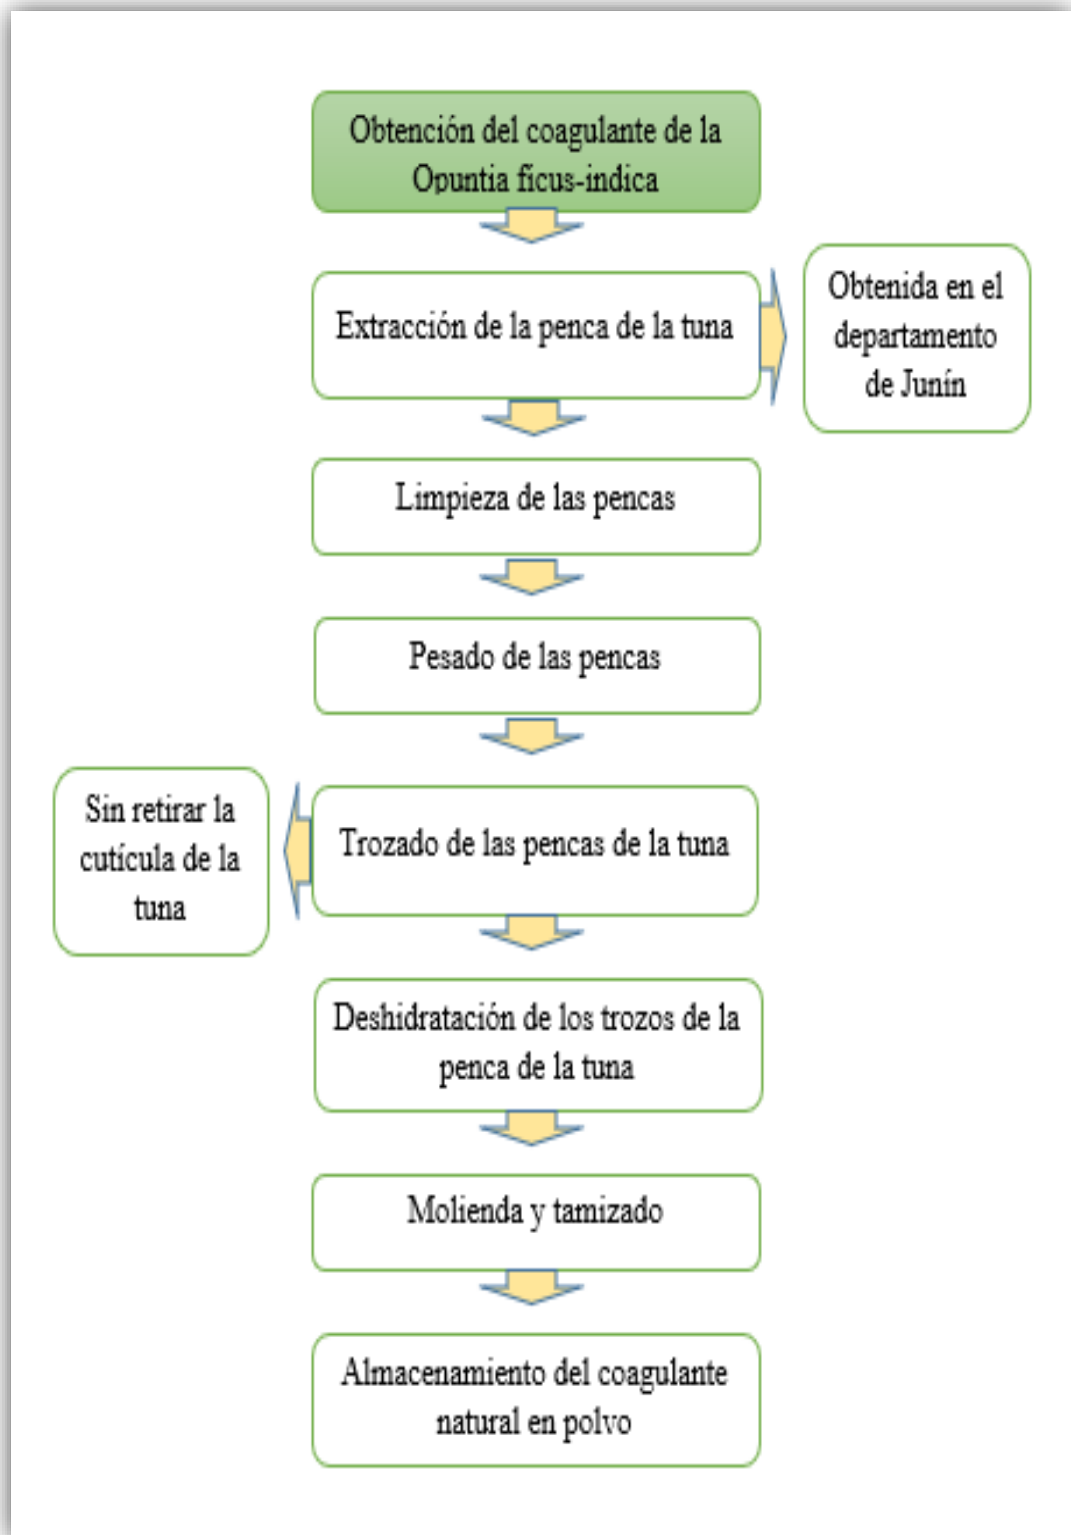 Obtención del coagulante de la
Opuntia ficus-indica
Extracción de la penca de la tuna
Obtenida en el
departamento
de Junín
Limpieza de las pencas
Pesado de las pencas
Sin retirar la
cutícula de la
tuna
Trozado de las pencas de la tuna
Deshidratación de los trozos de la
penca de la tuna
Molienda y tamizado
Almacenamiento del coagulante
natural en polvo